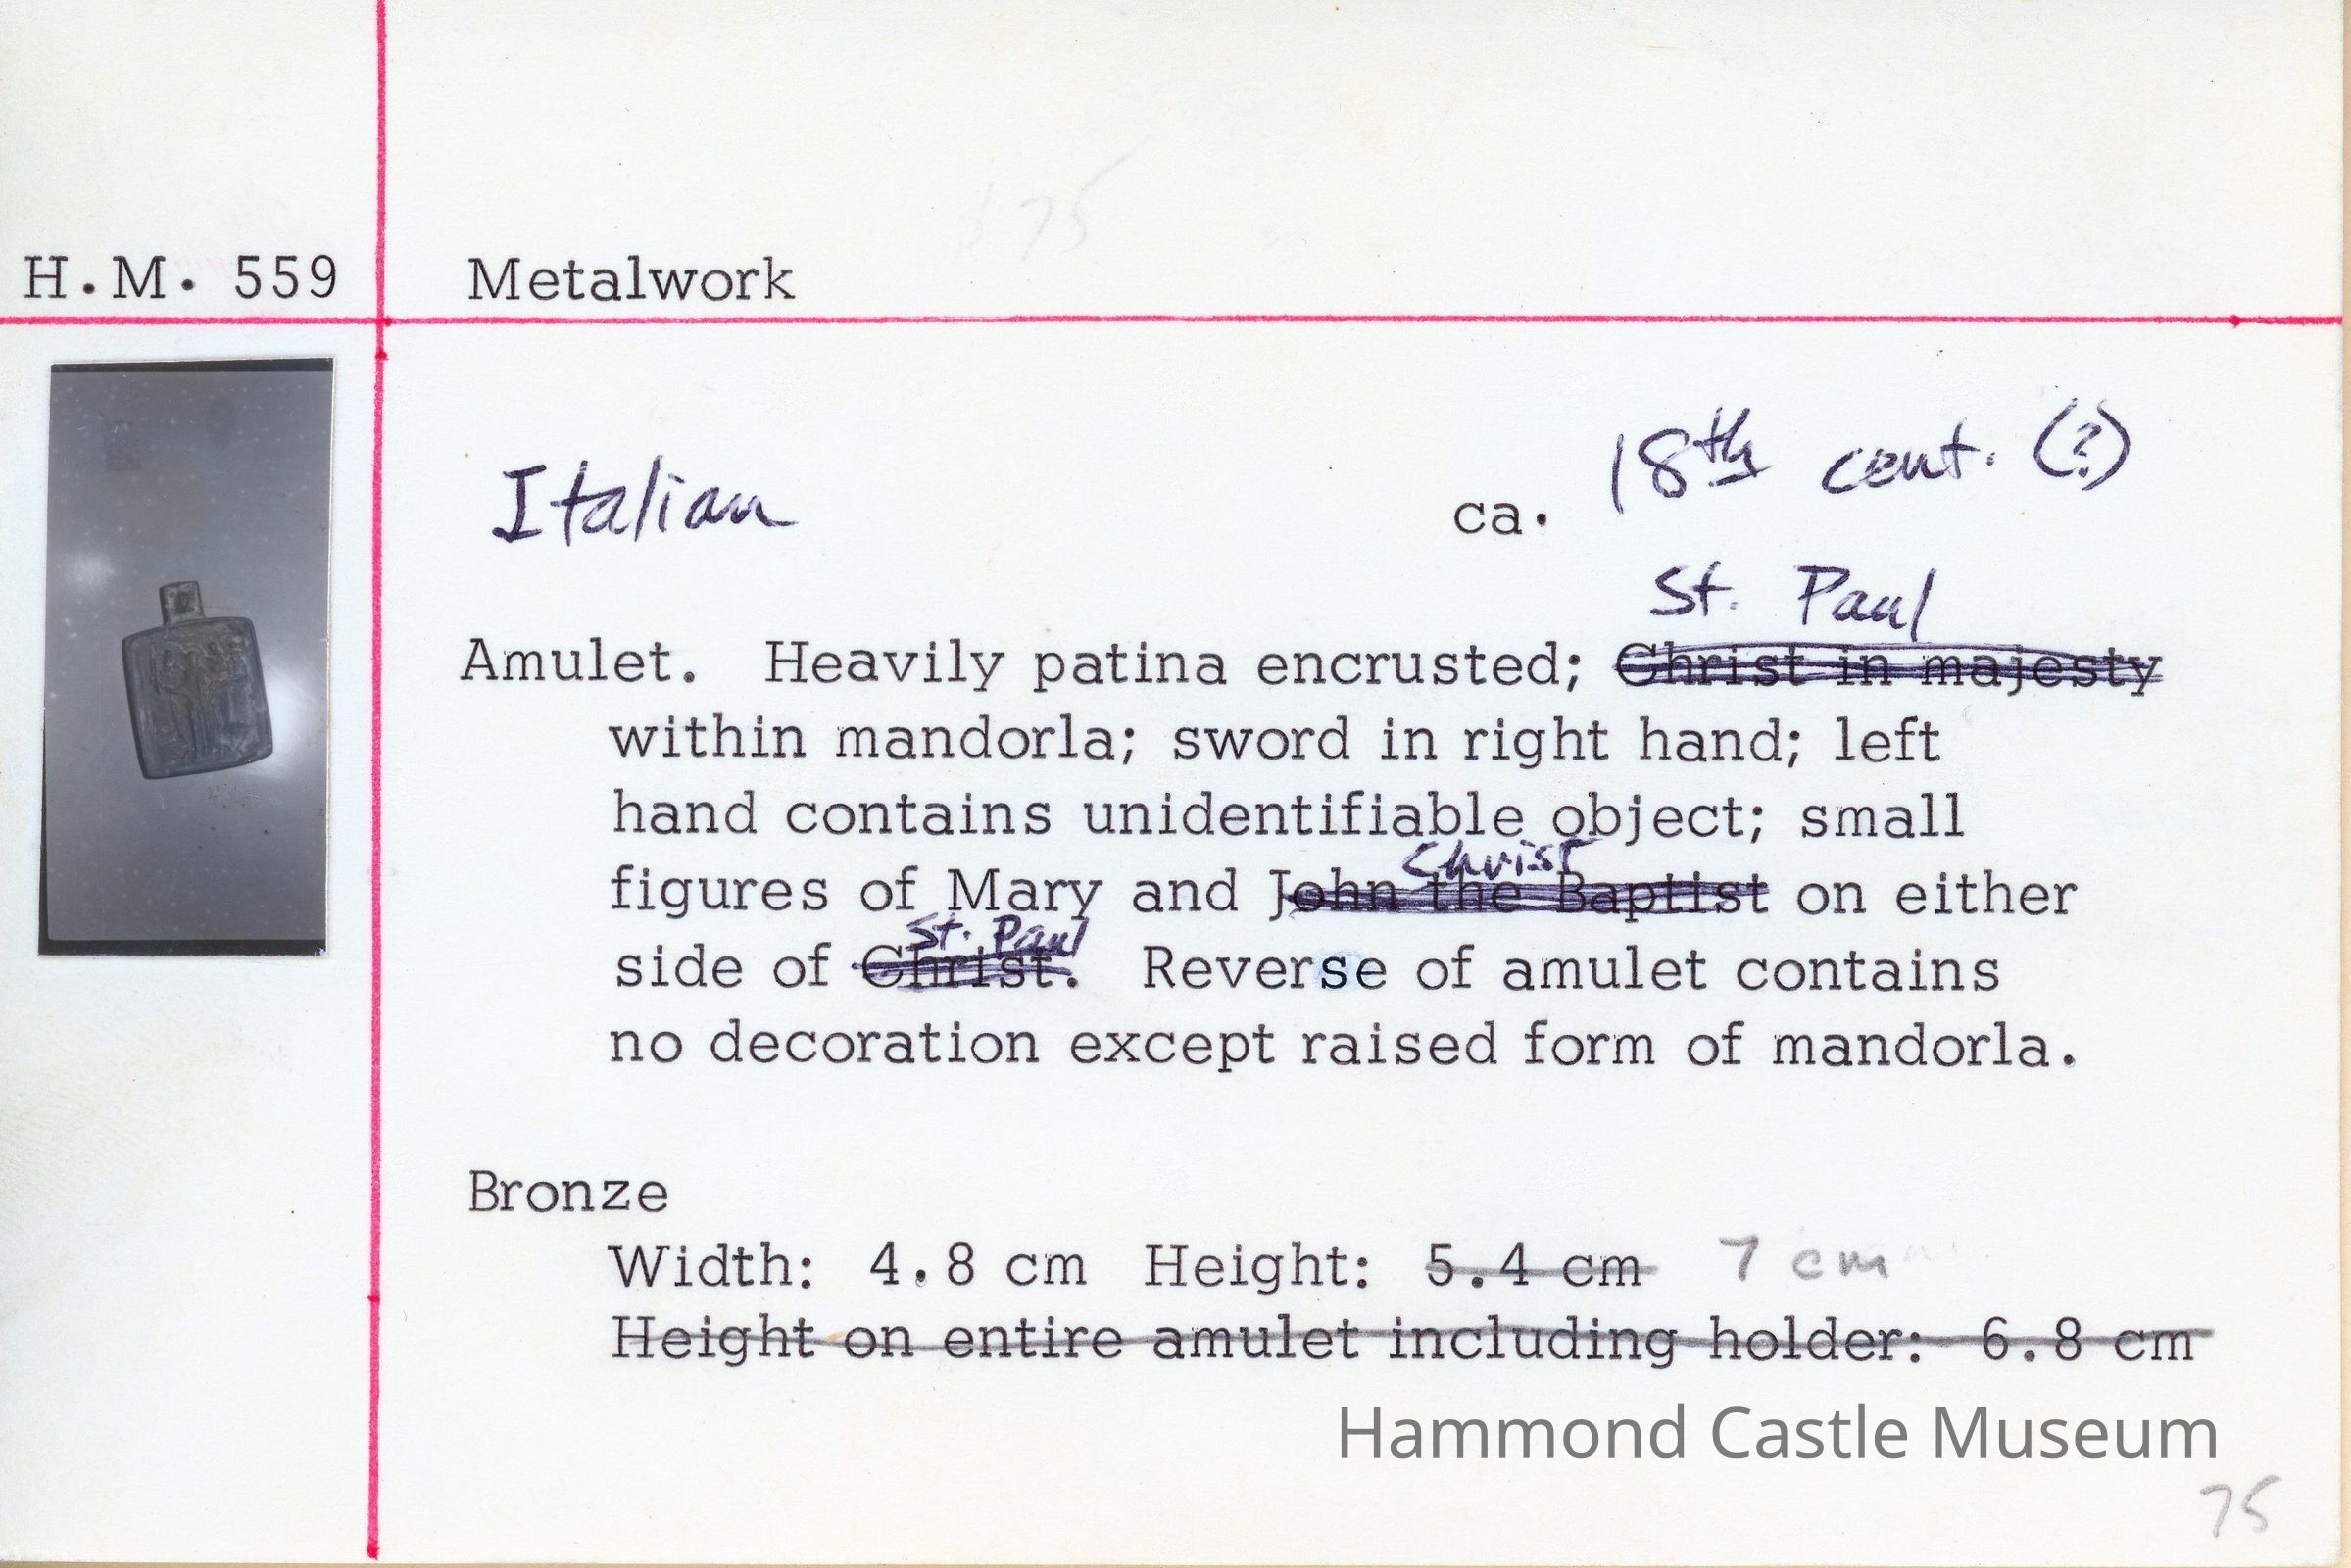 $75
H.M. 559 Metalwork
Italian ca. 18th cent. (?)
St. Paul
Amulet. Heavily patina encrusted; Christ in majesty
within mandorla; sword in right hand; left
hand contains unidentifiable object; small
Christ
figures of Mary and John the Baptist on either
St. Paul
side of Christ. Reverse of amulet contains
no decoration except raised form of mandorla.
Bronze
Width: 4.8 cm Height: 5.4 cm 7 cm
Height on entire amulet including holder: 6.8 cm
Hammond Castle Museum
75